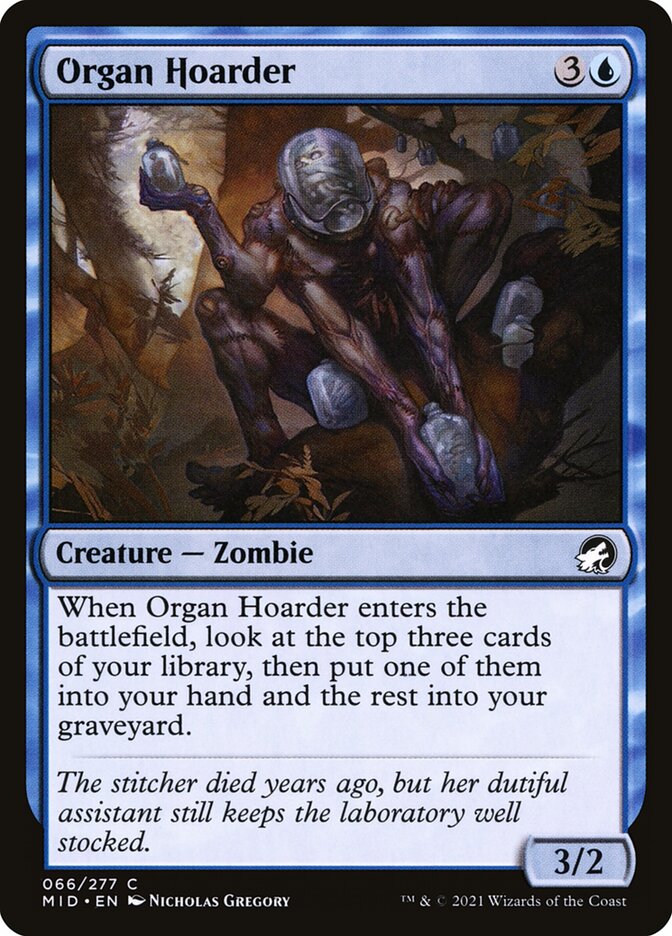 Organ Hoarder 3
Creature — Zombie
When Organ Hoarder enters the
battlefield, look at the top three cards
of your library, then put one of them
into your hand and the rest into your
graveyard.
The stitcher died years ago, but her dutiful
assistant still keeps the laboratory well
stocked.
3/2
066/277 C
MID • EN Nicholas Gregory ™ & © 2021 Wizards of the Coast